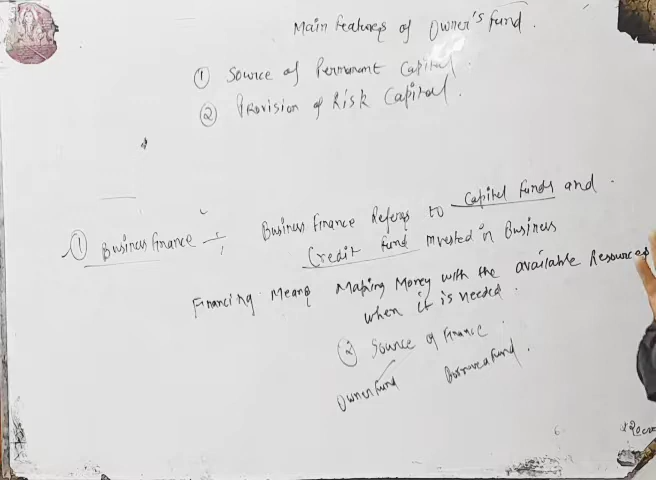 Main Features of Owner's fund.
① Source of Permanent Capital.
② Provision of Risk Capital.
① Business Finance ÷ Business Finance Refers to Capital Funds and
Credit fund Invested in Business
Financing Means Making Money with the available Resources
when it is needed.
② Source of Finance
Owner Fund Borrowed Fund.